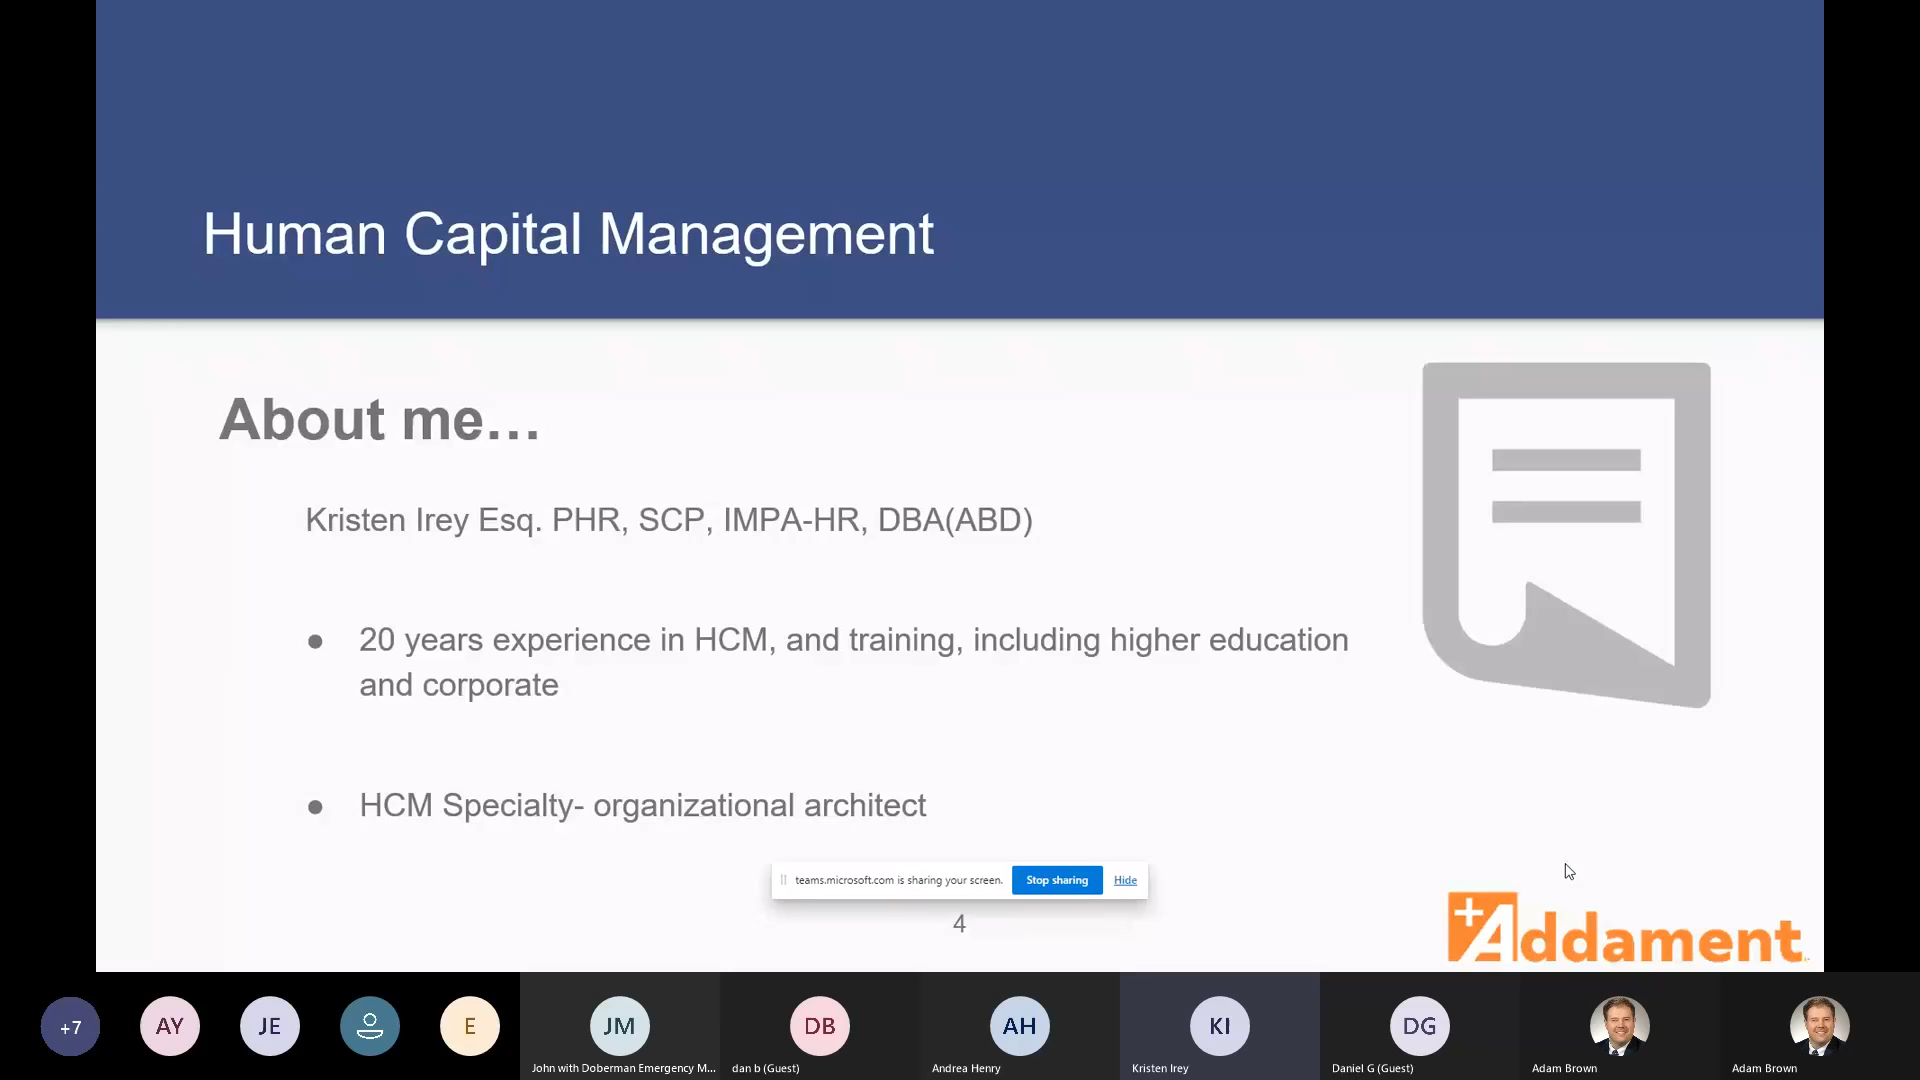 Human Capital Management
About me…
Kristen Irey Esq. PHR, SCP, IMPA-HR, DBA(ABD)
● 20 years experience in HCM, and training, including higher education
and corporate
● HCM Specialty- organizational architect
teams.microsoft.com is sharing your screen. Stop sharing Hide
4
+Addament
+7 AY JE E JM DB AH KI DG
John with Doberman Emergency M... dan b (Guest) Andrea Henry Kristen Irey Daniel G (Guest) Adam Brown Adam Brown